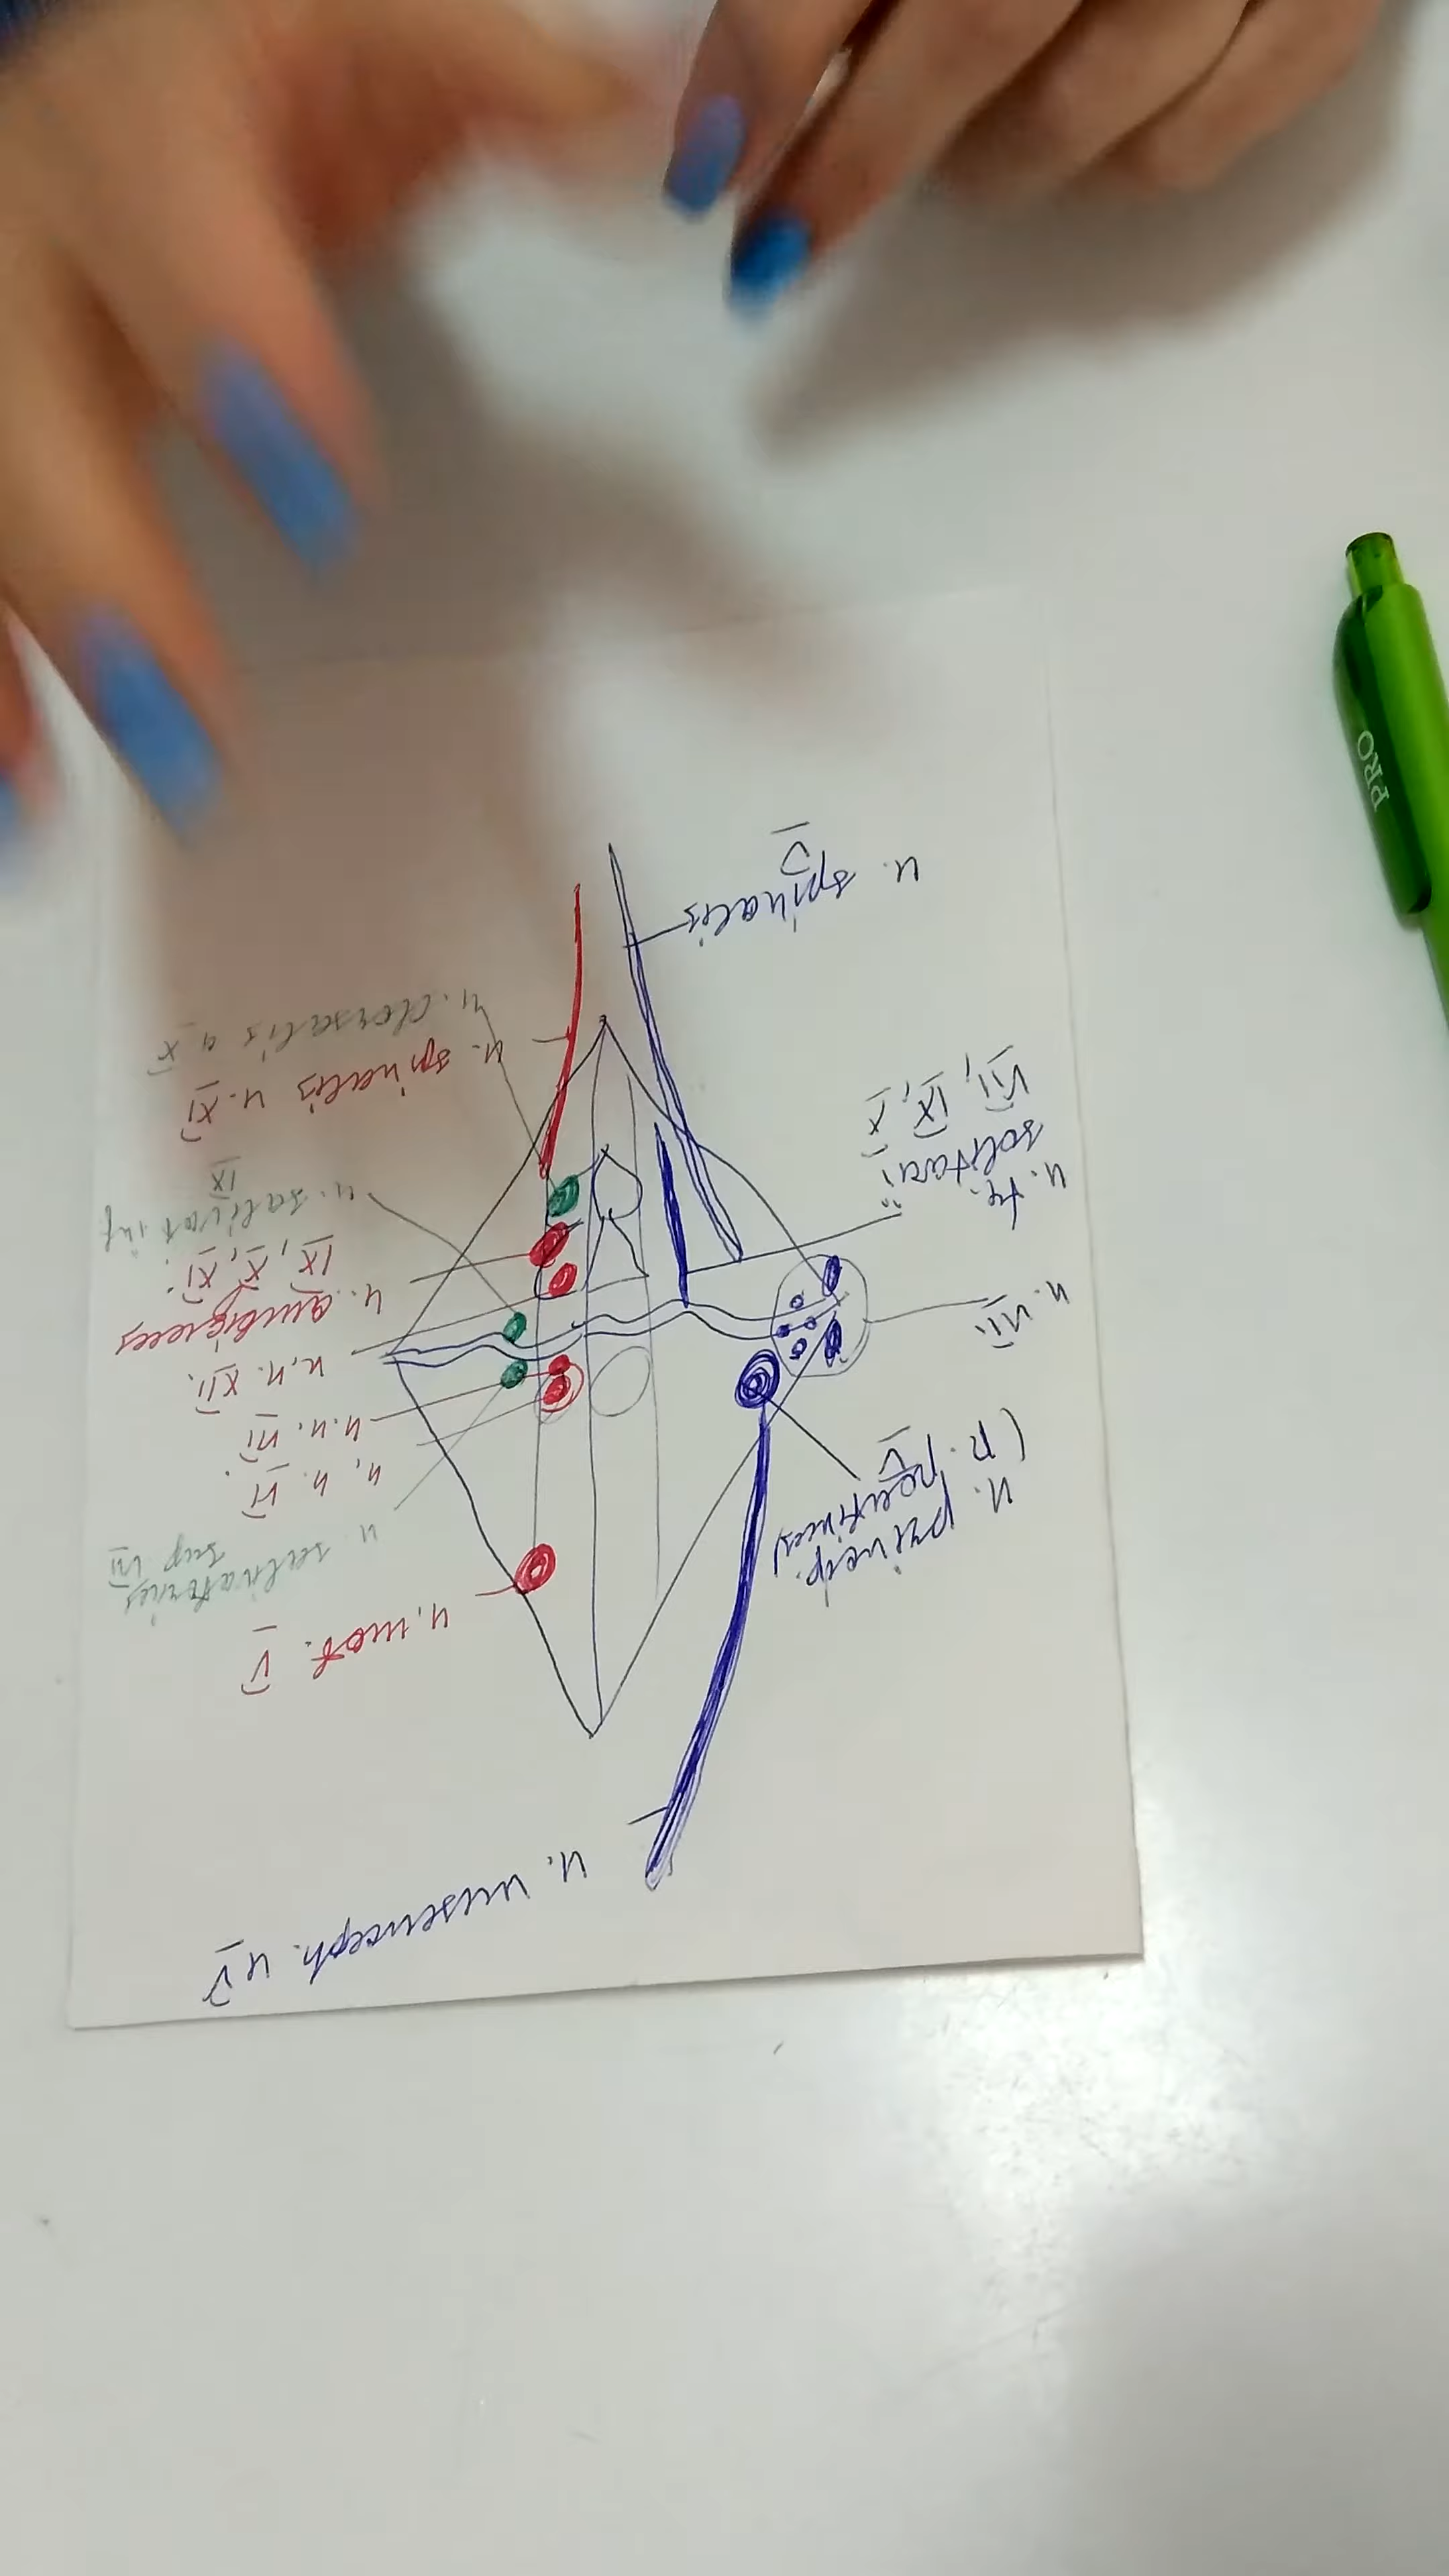 n. mesenceph. n V
n. mot. V
n. salivatorius
sup VII
n. n. VI
n. n. VII
n. n. XII.
n. ambiguus
IX, X, XI.
n. salivat inf
IX
n. spinalis n. XI
n. dorsalis n X
n. princip.
(n. pontinus)
V
n. VIII
n. tr.
solitarii
VII, IX, X
n. spinalis
V
PRO